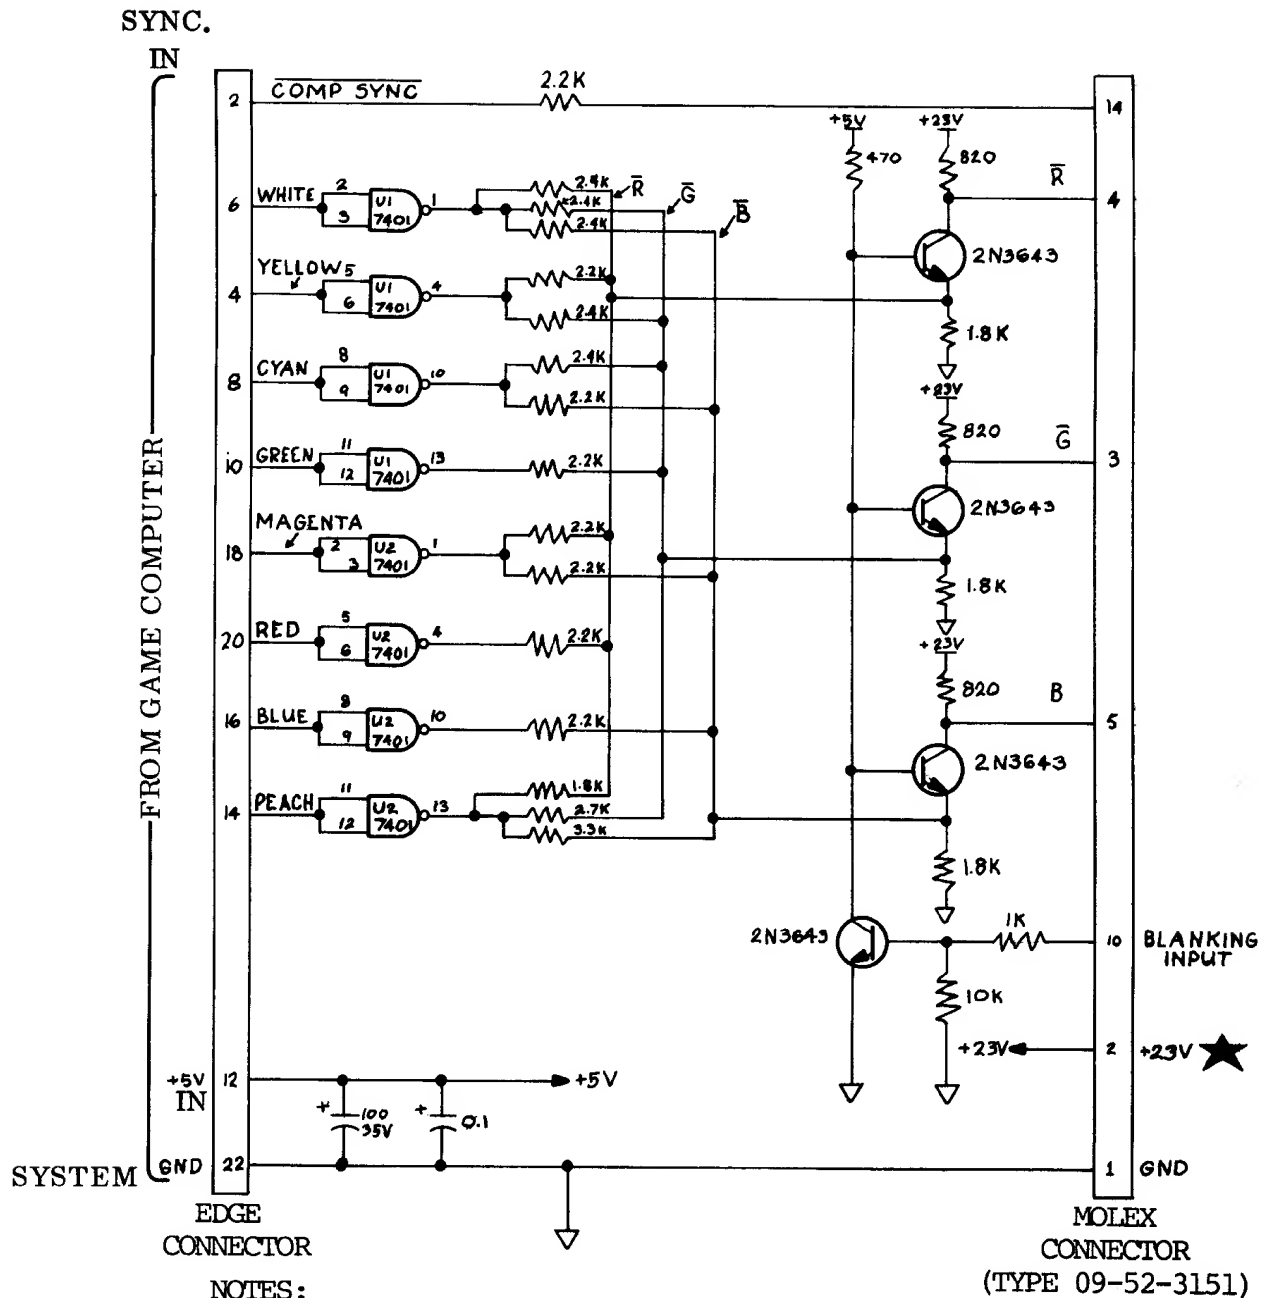 SYNC.
IN
2 COMP SYNC 2.2K 14
+5V +23V
470 820 R̅
6 WHITE 2 3 U1 7401 1 2.4K 2.4K 2.4K R̅ G̅ B̅ 4
2N3643
4 YELLOW 5 6 U1 7401 4 2.2K 2.4K
1.8K
8 CYAN 8 9 U1 7401 10 2.4K 2.2K
+23V
820 G̅
10 GREEN 11 12 U1 7401 13 2.2K 3
2N3643
18 MAGENTA 2 3 U2 7401 1 2.2K 2.2K
1.8K
20 RED 5 6 U2 7401 4 2.2K
+23V
820 B
16 BLUE 8 9 U2 7401 10 2.2K 5
2N3643
14 PEACH 11 12 U2 7401 13 1.8K 2.7K 3.3K
1.8K
FROM GAME COMPUTER
2N3643 1K 10 BLANKING
INPUT
10K
+23V 2 +23V
+5V
IN 12 +5V
+ 100
35V + 0.1
SYSTEM GND 22 1 GND
EDGE
CONNECTOR
MOLEX
CONNECTOR
(TYPE 09-52-3151)
NOTES: